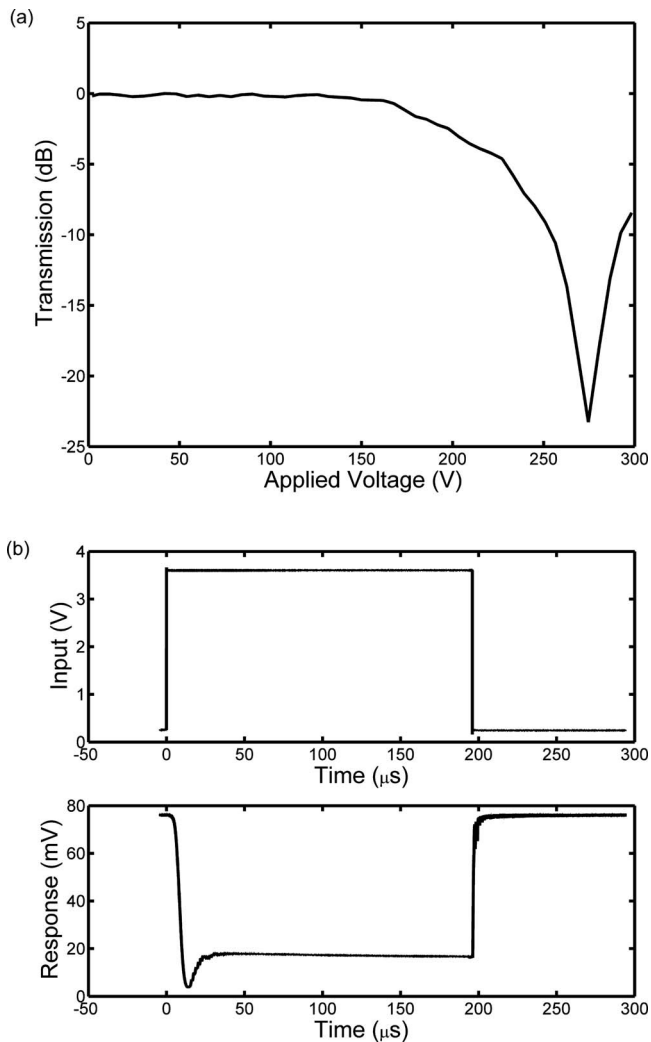 (a)
5
0
-5
-10
-15
-20
-25
Transmission (dB)
0 50 100 150 200 250 300
Applied Voltage (V)
(b)
4
3
2
1
0
Input (V)
-50 0 50 100 150 200 250 300
Time (μs)
80
60
40
20
0
Response (mV)
-50 0 50 100 150 200 250 300
Time (μs)